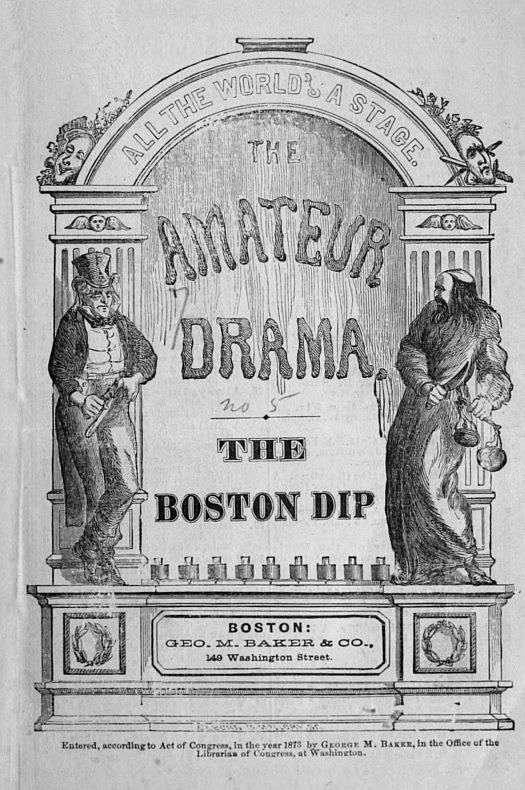 ALL THE WORLD'S A STAGE.
THE
AMATEUR
DRAMA.
no 5
THE
BOSTON DIP
BOSTON:
GEO. M. BAKER & CO.,
149 Washington Street.
Entered, according to Act of Congress, in the year 1873 by GEORGE M. BAKER, in the Office of the
Librarian of Congress, at Washington.